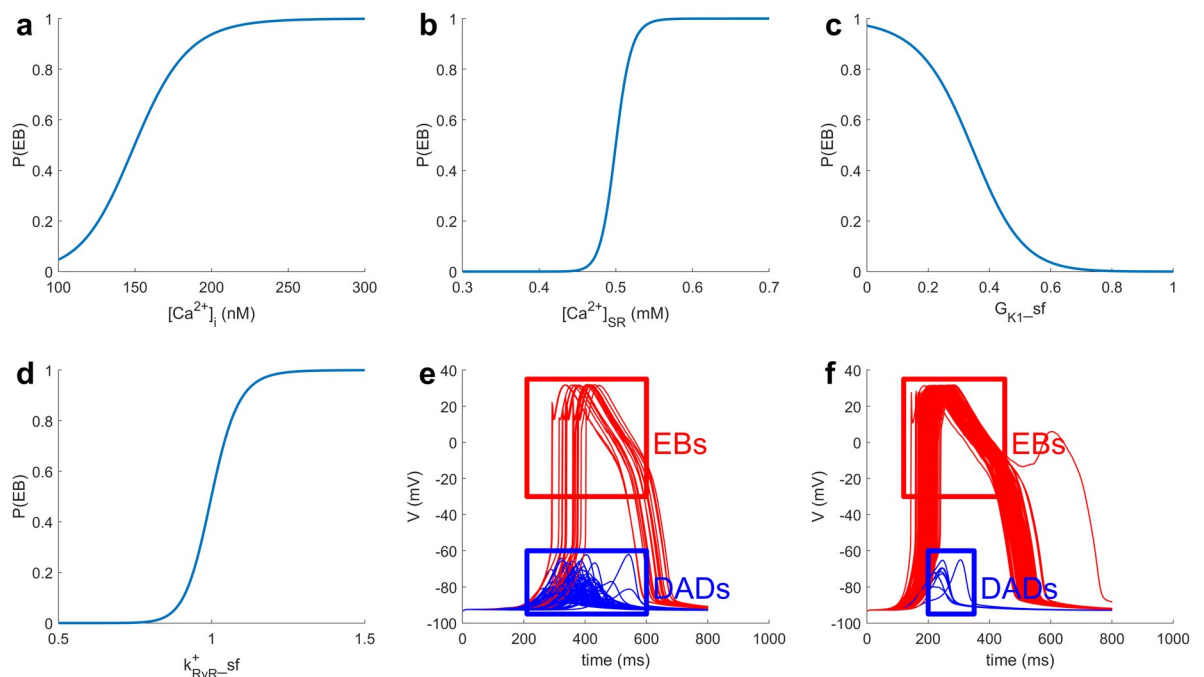 a
1
0.8
0.6
0.4
0.2
0
P(EB)
100 150 200 250 300
[Ca2+]i (nM)
b
1
0.8
0.6
0.4
0.2
0
P(EB)
0.3 0.4 0.5 0.6 0.7
[Ca2+]SR (mM)
c
1
0.8
0.6
0.4
0.2
0
P(EB)
0 0.2 0.4 0.6 0.8 1
GK1_sf
d
1
0.8
0.6
0.4
0.2
0
P(EB)
0.5 1 1.5
k+RyR_sf
e
40
20
0
-20
-40
-60
-80
-100
V (mV)
EBs
DADs
0 200 400 600 800 1000
time (ms)
f
40
20
0
-20
-40
-60
-80
-100
V (mV)
EBs
DADs
0 200 400 600 800 1000
time (ms)